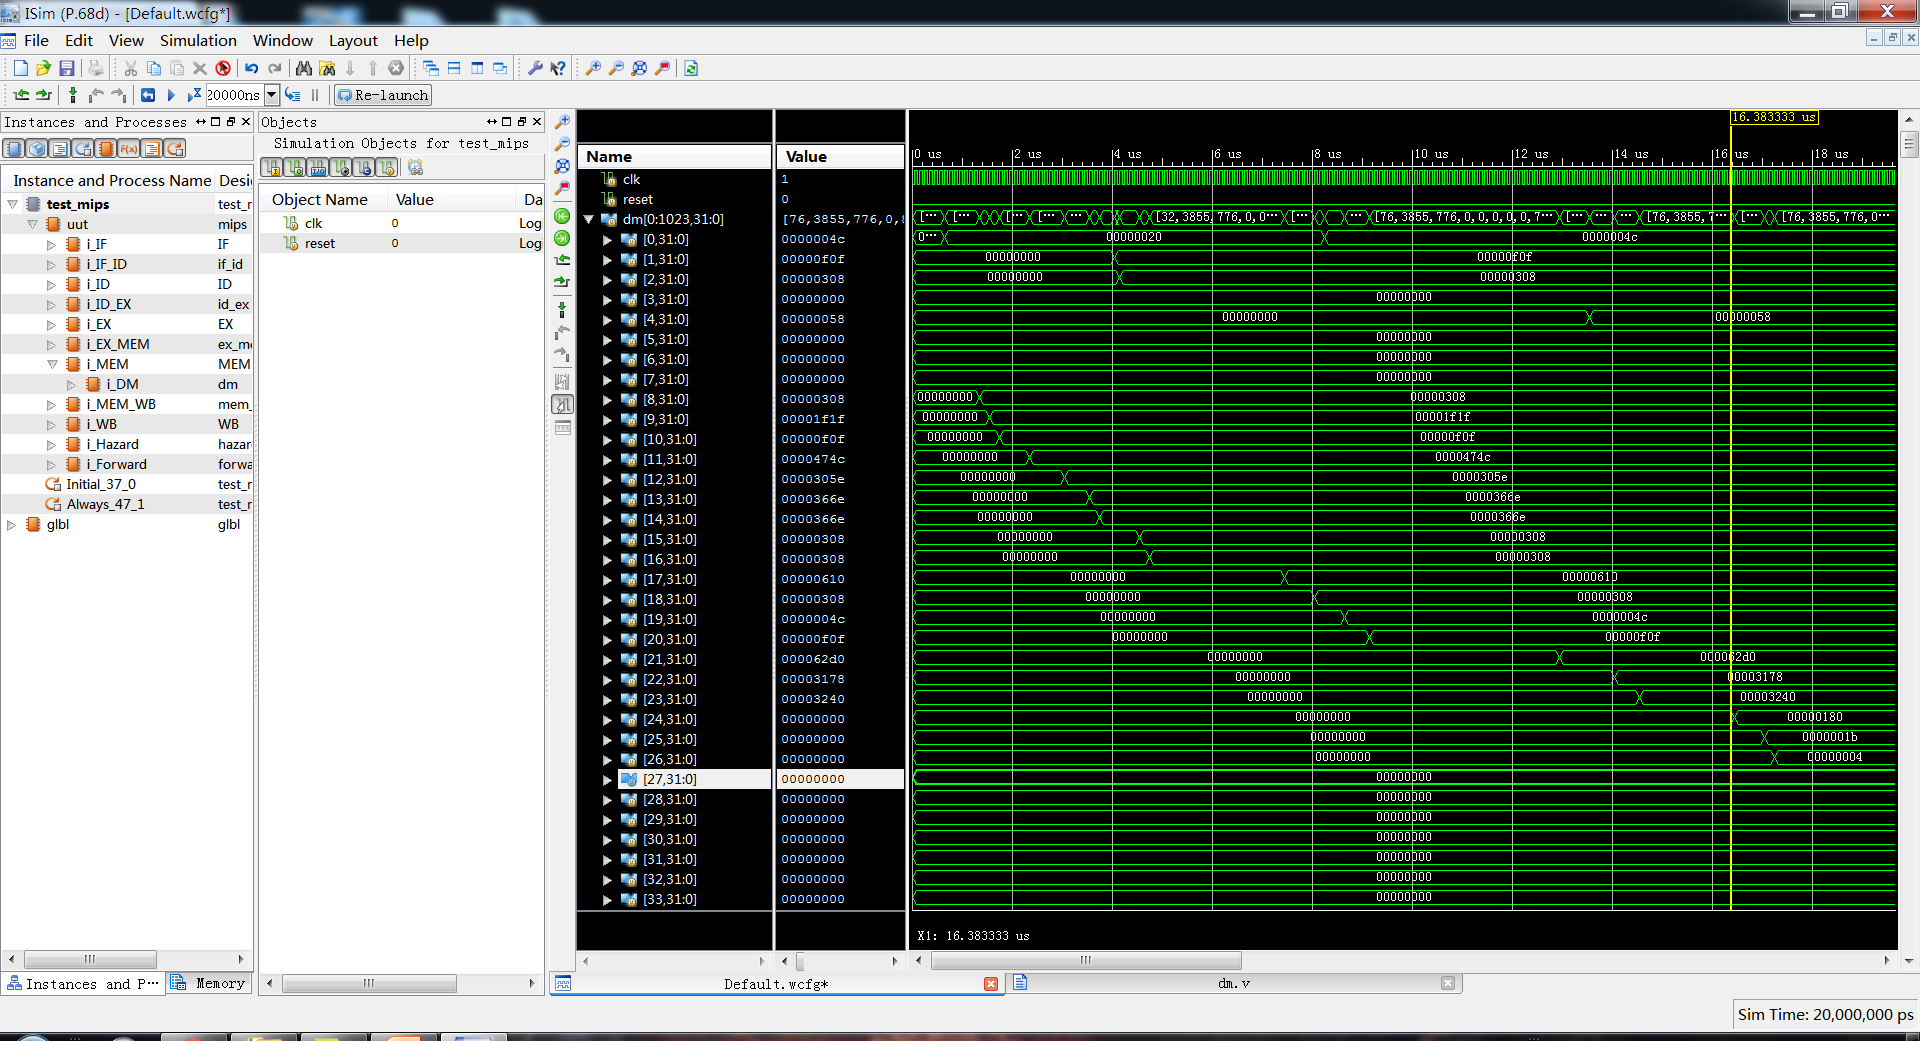 ISim (P.68d) - [Default.wcfg*]
File Edit View Simulation Window Layout Help
20000ns Re-launch
Instances and Processes
Instance and Process Name Desi
test_mips test_r
uut mips
i_IF IF
i_IF_ID if_id
i_ID ID
i_ID_EX id_ex
i_EX EX
i_EX_MEM ex_me
i_MEM MEM
i_DM dm
i_MEM_WB mem_
i_WB WB
i_Hazard hazar
i_Forward forwa
Initial_37_0 test_r
Always_47_1 test_r
glbl glbl
Instances and P···
Memory
Objects
Simulation Objects for test_mips
Object Name Value Da
clk 0 Log
reset 0 Log
Name Value
clk 1
reset 0
dm[0:1023,31:0] [76,3855,776,0,8
[0,31:0] 0000004c
[1,31:0] 00000f0f
[2,31:0] 00000308
[3,31:0] 00000000
[4,31:0] 00000058
[5,31:0] 00000000
[6,31:0] 00000000
[7,31:0] 00000000
[8,31:0] 00000308
[9,31:0] 00001f1f
[10,31:0] 00000f0f
[11,31:0] 0000474c
[12,31:0] 0000305e
[13,31:0] 0000366e
[14,31:0] 0000366e
[15,31:0] 00000308
[16,31:0] 00000308
[17,31:0] 00000610
[18,31:0] 00000308
[19,31:0] 0000004c
[20,31:0] 00000f0f
[21,31:0] 000062d0
[22,31:0] 00003178
[23,31:0] 00003240
[24,31:0] 00000000
[25,31:0] 00000000
[26,31:0] 00000000
[27,31:0] 00000000
[28,31:0] 00000000
[29,31:0] 00000000
[30,31:0] 00000000
[31,31:0] 00000000
[32,31:0] 00000000
[33,31:0] 00000000
16.383333 us
0 us 2 us 4 us 6 us 8 us 10 us 12 us 14 us 16 us 18 us
[··· [··· [··· [··· [··· [··· [32,3855,776,0,0··· [··· [··· [76,3855,776,0,0,0,0,0,7··· [··· [··· [76,3855,7··· [··· [76,3855,776,0···
0··· 00000020 0000004c
00000000 00000f0f
00000000 00000308
00000000
00000000 00000058
00000000
00000000
00000000
00000000 00000308
00000000 00001f1f
00000000 00000f0f
00000000 0000474c
00000000 0000305e
00000000 0000366e
00000000 0000366e
00000000 00000308
00000000 00000308
00000000 00000610
00000000 00000308
00000000 0000004c
00000000 00000f0f
00000000 000062d0
00000000 00003178
00000000 00003240
00000000 00000180
00000000 0000001b
00000000 00000004
00000000
00000000
00000000
00000000
00000000
00000000
00000000
X1: 16.383333 us
Default.wcfg*
dm.v
Sim Time: 20,000,000 ps